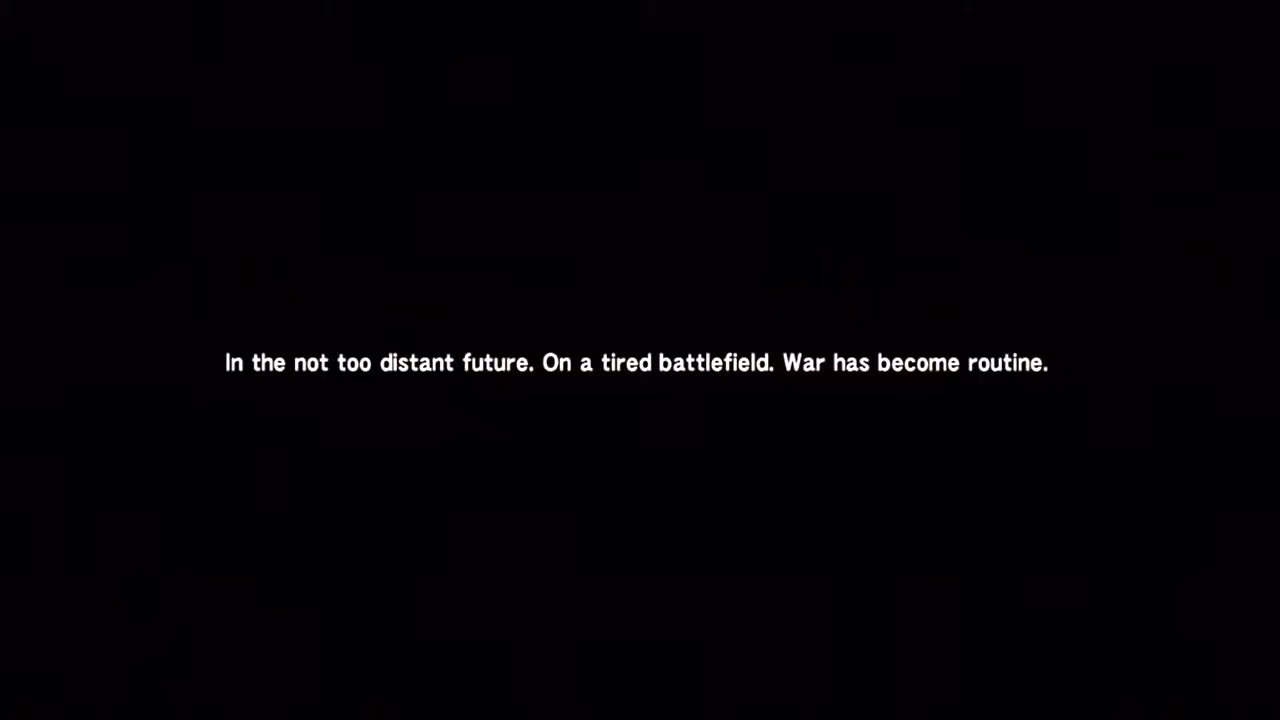 In the not too distant future. On a tired battlefield. War has become routine.